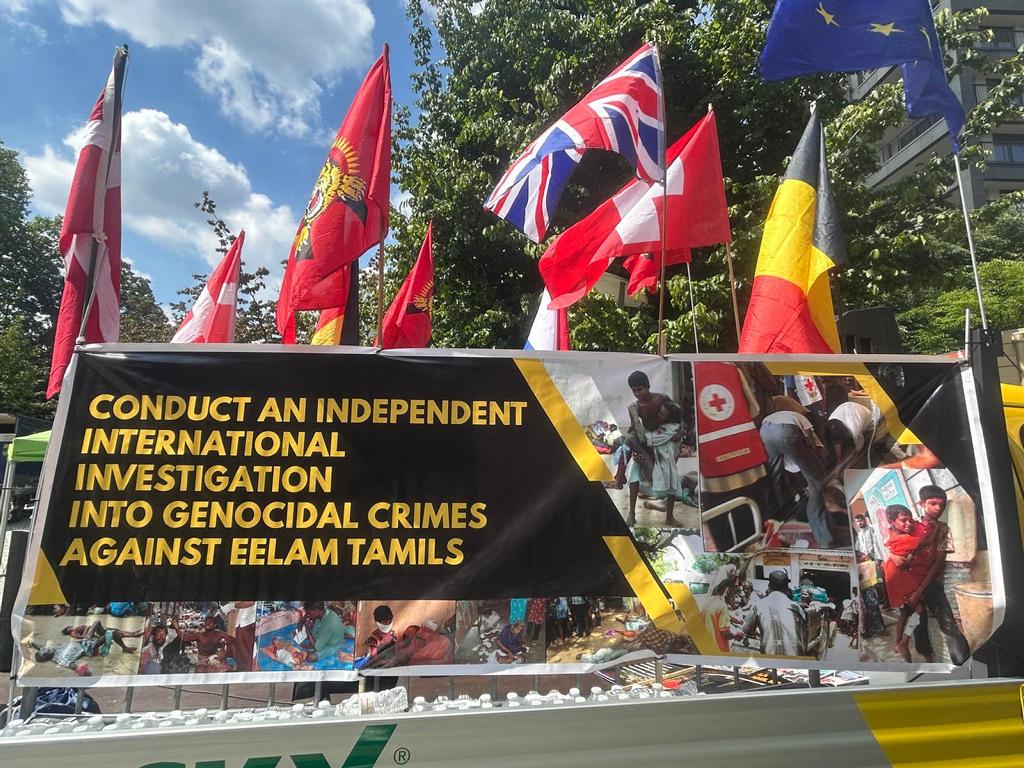 CONDUCT AN INDEPENDENT
INTERNATIONAL
INVESTIGATION
INTO GENOCIDAL CRIMES
AGAINST EELAM TAMILS
®